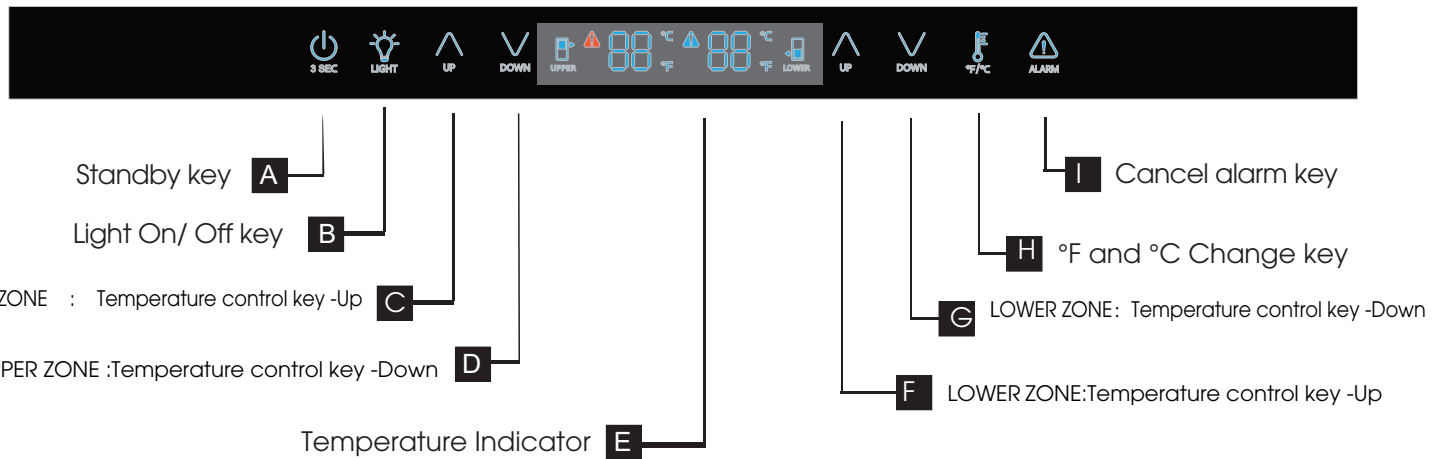 3 SEC LIGHT UP DOWN UPPER 88 °C °F 88 °C °F LOWER UP DOWN °F/°C ALARM
Standby key A
I Cancel alarm key
Light On/ Off key B
H °F and °C Change key
ZONE : Temperature control key -Up C
G LOWER ZONE: Temperature control key -Down
PPER ZONE :Temperature control key -Down D
F LOWER ZONE:Temperature control key -Up
Temperature Indicator E